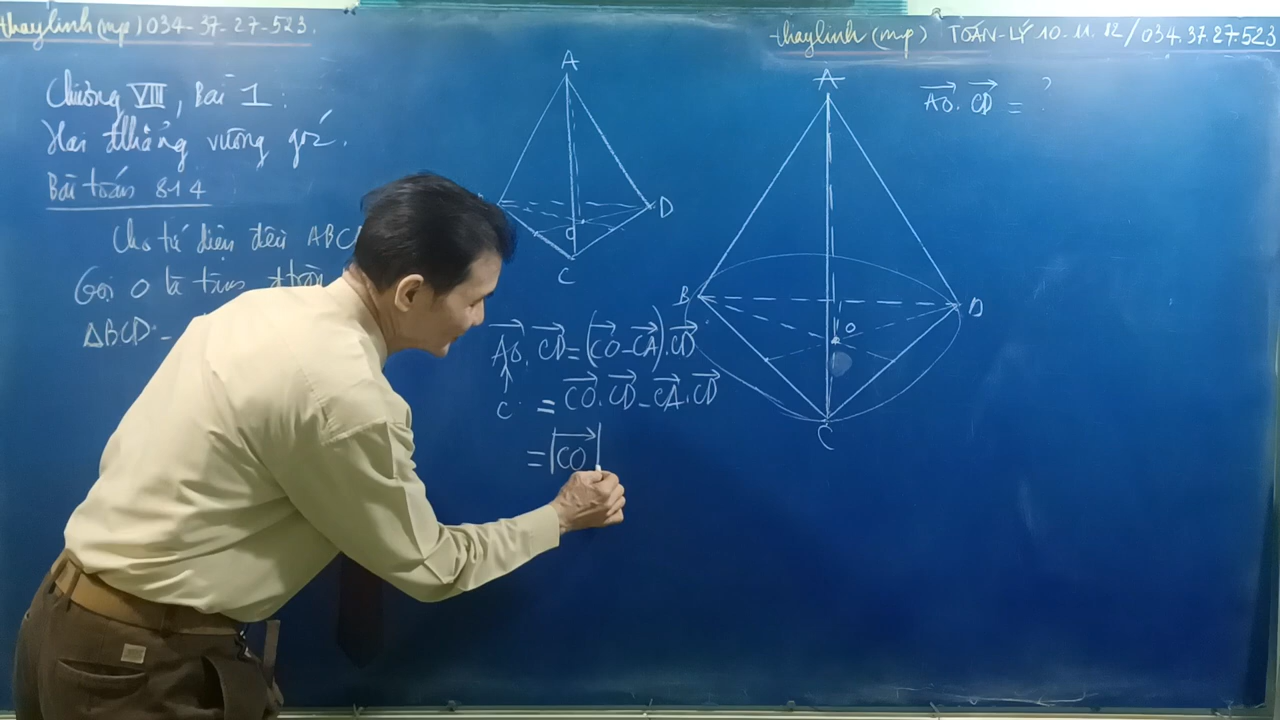 thaylinh (mp) 034-37-27-523.
thaylinh (mp) TOÁN-LÝ 10.11.12/034.37.27.523
Chương VIII, Bài 1:
Hai đthẳng vuông góc.
Bài toán 814
Cho tứ diện đều ABC
Gọi O là tâm
ΔBCD
A
D
O
C
AO . CD = (CO - CA) . CD
C = CO . CD - CA . CD
= |CO|
A
B
D
O
C
AO . CD = ?